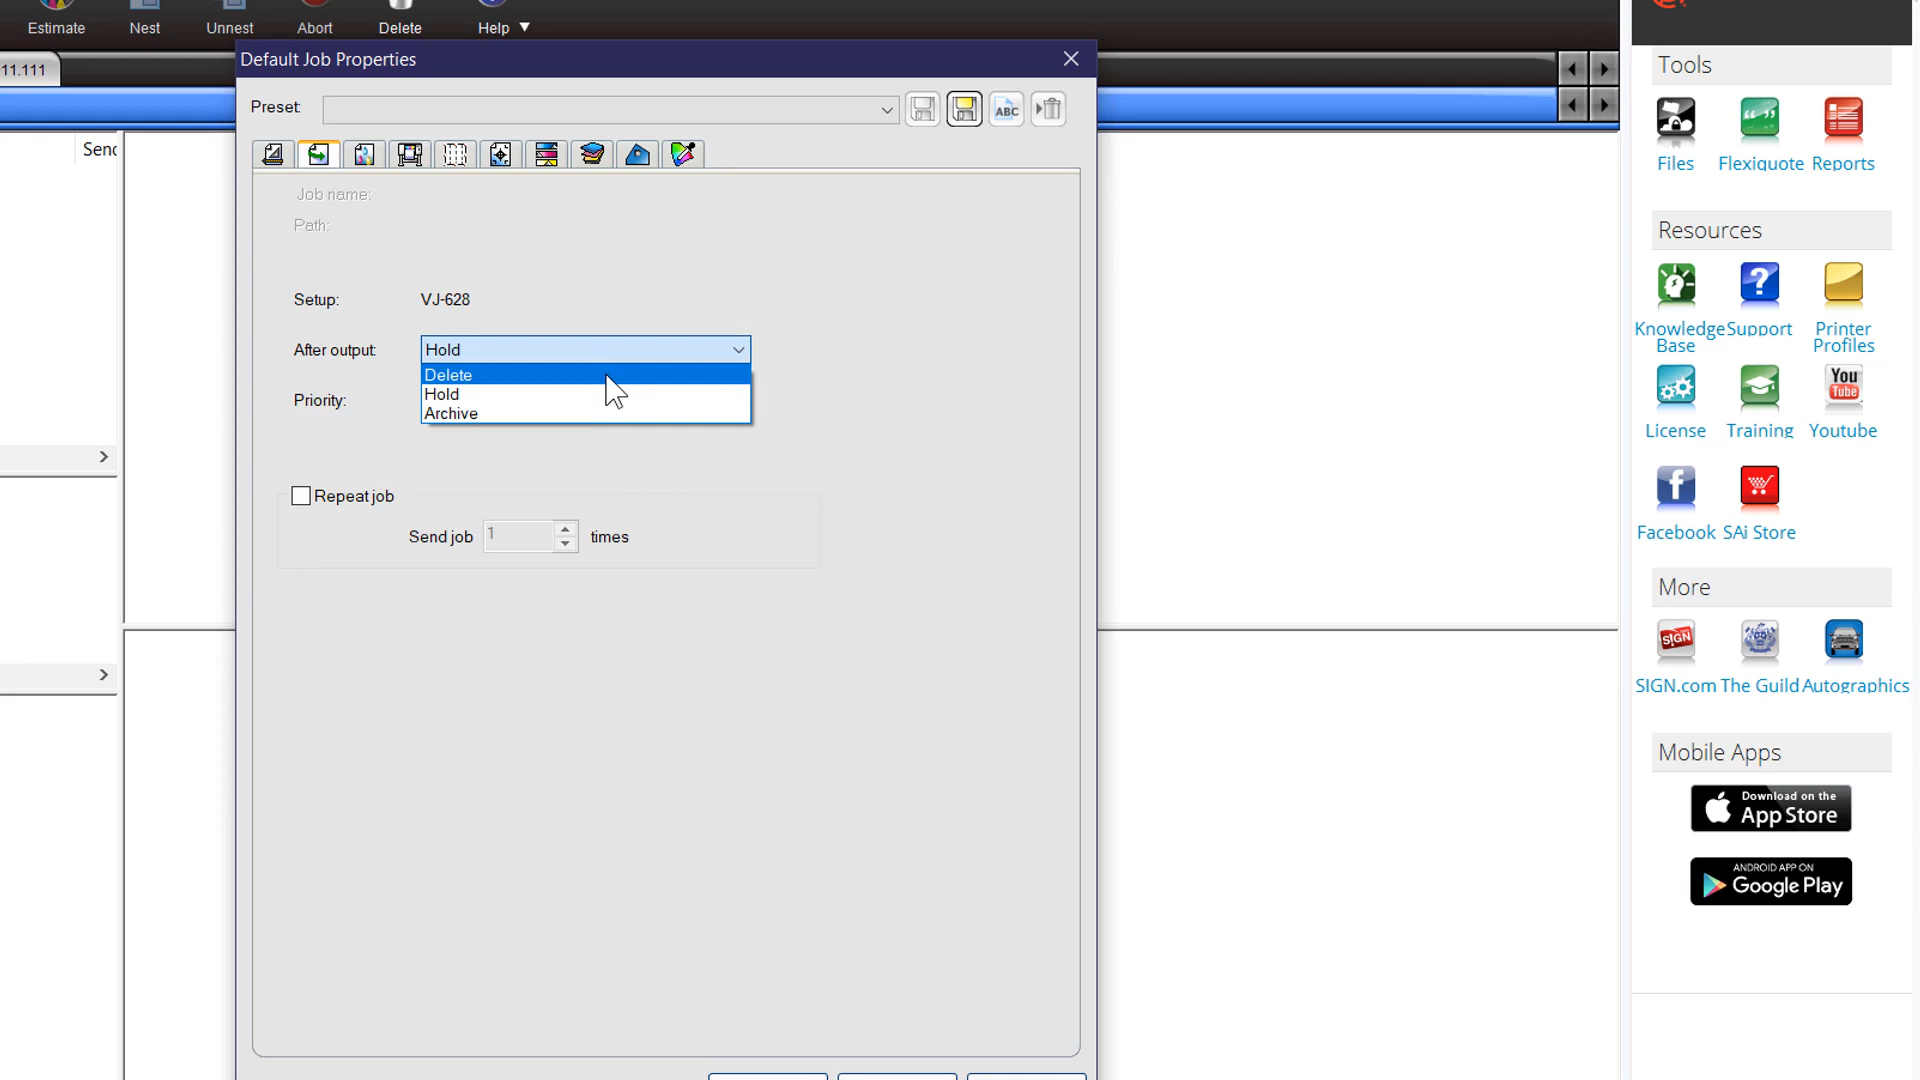 Estimate Nest Unnest Abort Delete Help
11.111
Default Job Properties
Preset:
ABC
Send
Job name:
Path:
Setup: VJ-628
After output: Hold
Delete
Hold
Archive
Priority:
Repeat job
Send job 1 times
Tools
Files Flexiquote Reports
Resources
Knowledge Base Support Printer Profiles
You Tube
License Training Youtube
Facebook SAi Store
More
SIGN
SIGN.com The Guild Autographics
Mobile Apps
Download on the
App Store
ANDROID APP ON
Google Play